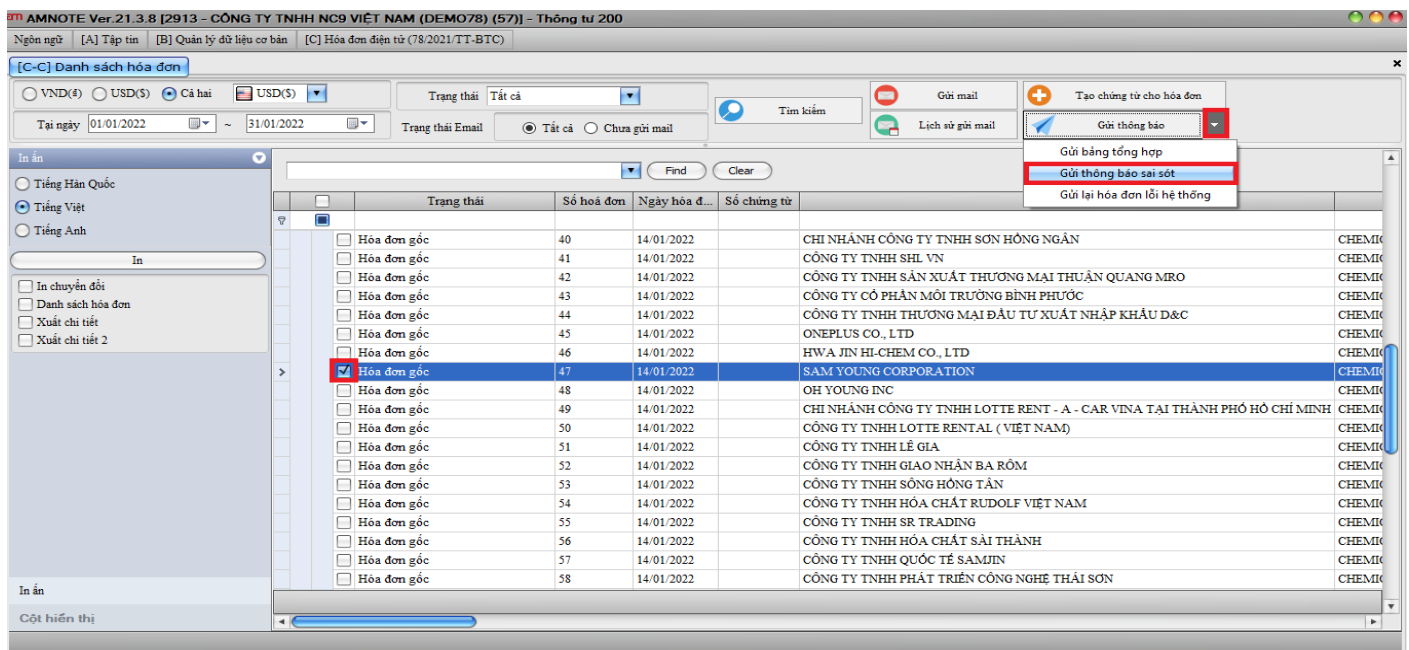 am AMNOTE Ver.21.3.8 [2913 - CÔNG TY TNHH NC9 VIỆT NAM (DEMO78) (57)] - Thông tư 200
Ngôn ngữ [A] Tập tin [B] Quản lý dữ liệu cơ bản [C] Hóa đơn điện tử (78/2021/TT-BTC)
[C-C] Danh sách hóa đơn
VND(₫) USD($) Cả hai USD($) Trạng thái Tất cả Tìm kiếm Gửi mail Tạo chứng từ cho hóa đơn
Tại ngày 01/01/2022 ~ 31/01/2022 Trạng thái Email Tất cả Chưa gửi mail Lịch sử gửi mail Gửi thông báo
Gửi bảng tổng hợp
Gửi thông báo sai sót
Gửi lại hóa đơn lỗi hệ thống
In ấn
Tiếng Hàn Quốc
Tiếng Việt
Tiếng Anh
In
In chuyển đổi
Danh sách hóa đơn
Xuất chi tiết
Xuất chi tiết 2
Find Clear
Trạng thái Số hoá đơn Ngày hóa đ... Số chứng từ
Hóa đơn gốc 40 14/01/2022 CHI NHÁNH CÔNG TY TNHH SƠN HỒNG NGÂN CHEMI
Hóa đơn gốc 41 14/01/2022 CÔNG TY TNHH SHL VN CHEMI
Hóa đơn gốc 42 14/01/2022 CÔNG TY TNHH SẢN XUẤT THƯƠNG MẠI THUẬN QUANG MRO CHEMI
Hóa đơn gốc 43 14/01/2022 CÔNG TY CỔ PHẦN MÔI TRƯỜNG BÌNH PHƯỚC CHEMI
Hóa đơn gốc 44 14/01/2022 CÔNG TY TNHH THƯƠNG MẠI ĐẦU TƯ XUẤT NHẬP KHẨU D&C CHEMI
Hóa đơn gốc 45 14/01/2022 ONEPLUS CO., LTD CHEMI
Hóa đơn gốc 46 14/01/2022 HWA JIN HI-CHEM CO., LTD CHEMI
Hóa đơn gốc 47 14/01/2022 SAM YOUNG CORPORATION CHEMI
Hóa đơn gốc 48 14/01/2022 OH YOUNG INC CHEMI
Hóa đơn gốc 49 14/01/2022 CHI NHÁNH CÔNG TY TNHH LOTTE RENT - A - CAR VINA TẠI THÀNH PHỐ HỒ CHÍ MINH CHEMI
Hóa đơn gốc 50 14/01/2022 CÔNG TY TNHH LOTTE RENTAL ( VIỆT NAM) CHEMI
Hóa đơn gốc 51 14/01/2022 CÔNG TY TNHH LÊ GIA CHEMI
Hóa đơn gốc 52 14/01/2022 CÔNG TY TNHH GIAO NHẬN BA RÔM CHEMI
Hóa đơn gốc 53 14/01/2022 CÔNG TY TNHH SÔNG HỒNG TÂN CHEMI
Hóa đơn gốc 54 14/01/2022 CÔNG TY TNHH HÓA CHẤT RUDOLF VIỆT NAM CHEMI
Hóa đơn gốc 55 14/01/2022 CÔNG TY TNHH SR TRADING CHEMI
Hóa đơn gốc 56 14/01/2022 CÔNG TY TNHH HÓA CHẤT SÀI THÀNH CHEMI
Hóa đơn gốc 57 14/01/2022 CÔNG TY TNHH QUỐC TẾ SAMJIN CHEMI
Hóa đơn gốc 58 14/01/2022 CÔNG TY TNHH PHÁT TRIỂN CÔNG NGHỆ THÁI SƠN CHEMI
In ấn
Cột hiển thị